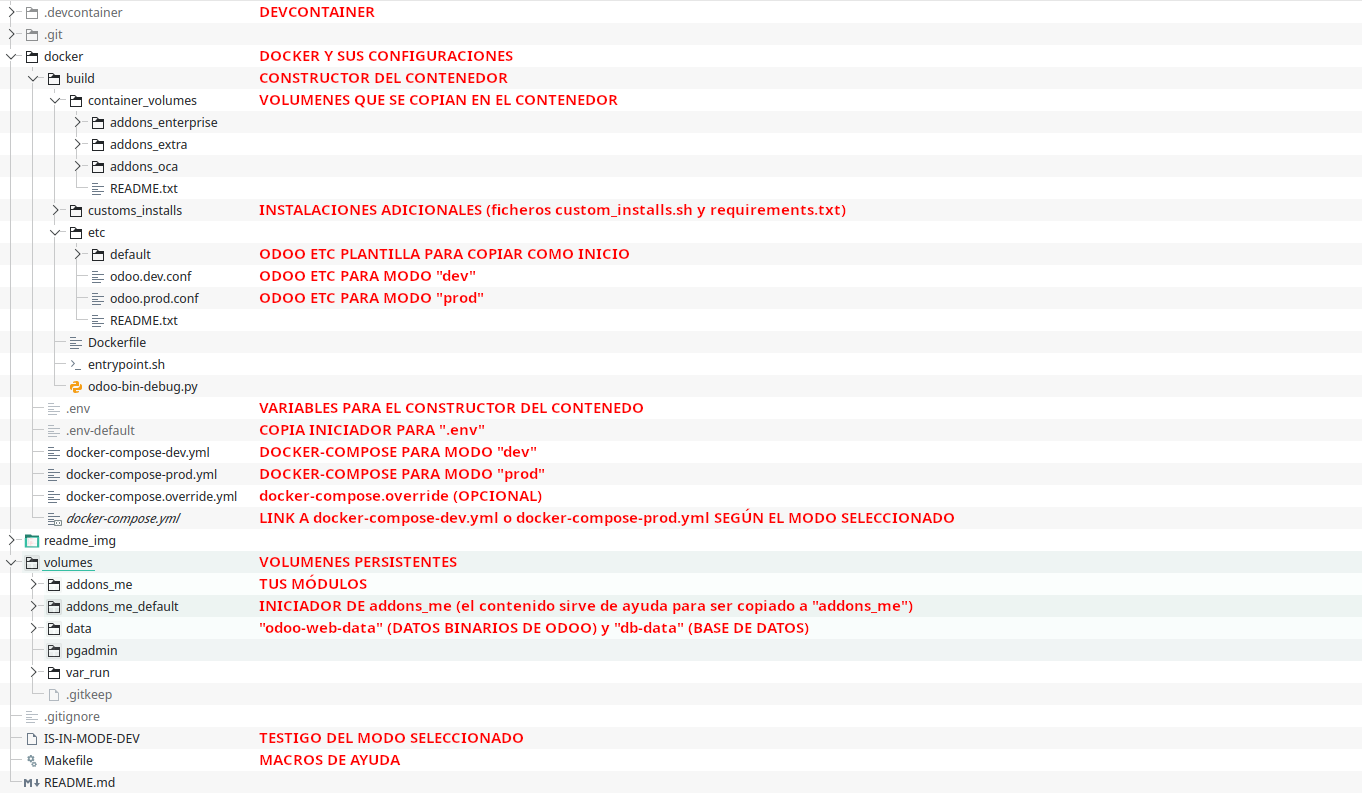 .devcontainer DEVCONTAINER
.git
docker DOCKER Y SUS CONFIGURACIONES
build CONSTRUCTOR DEL CONTENEDOR
container_volumes VOLUMENES QUE SE COPIAN EN EL CONTENEDOR
addons_enterprise
addons_extra
addons_oca
README.txt
customs_installs INSTALACIONES ADICIONALES (ficheros custom_installs.sh y requirements.txt)
etc
default ODOO ETC PLANTILLA PARA COPIAR COMO INICIO
odoo.dev.conf ODOO ETC PARA MODO "dev"
odoo.prod.conf ODOO ETC PARA MODO "prod"
README.txt
Dockerfile
entrypoint.sh
odoo-bin-debug.py
.env VARIABLES PARA EL CONSTRUCTOR DEL CONTENEDO
.env-default COPIA INICIADOR PARA ".env"
docker-compose-dev.yml DOCKER-COMPOSE PARA MODO "dev"
docker-compose-prod.yml DOCKER-COMPOSE PARA MODO "prod"
docker-compose.override.yml docker-compose.override (OPCIONAL)
docker-compose.yml LINK A docker-compose-dev.yml o docker-compose-prod.yml SEGÚN EL MODO SELECCIONADO
readme_img
volumes VOLUMENES PERSISTENTES
addons_me TUS MÓDULOS
addons_me_default INICIADOR DE addons_me (el contenido sirve de ayuda para ser copiado a "addons_me")
data "odoo-web-data" (DATOS BINARIOS DE ODOO) y "db-data" (BASE DE DATOS)
pgadmin
var_run
.gitkeep
.gitignore
IS-IN-MODE-DEV TESTIGO DEL MODO SELECCIONADO
Makefile MACROS DE AYUDA
README.md